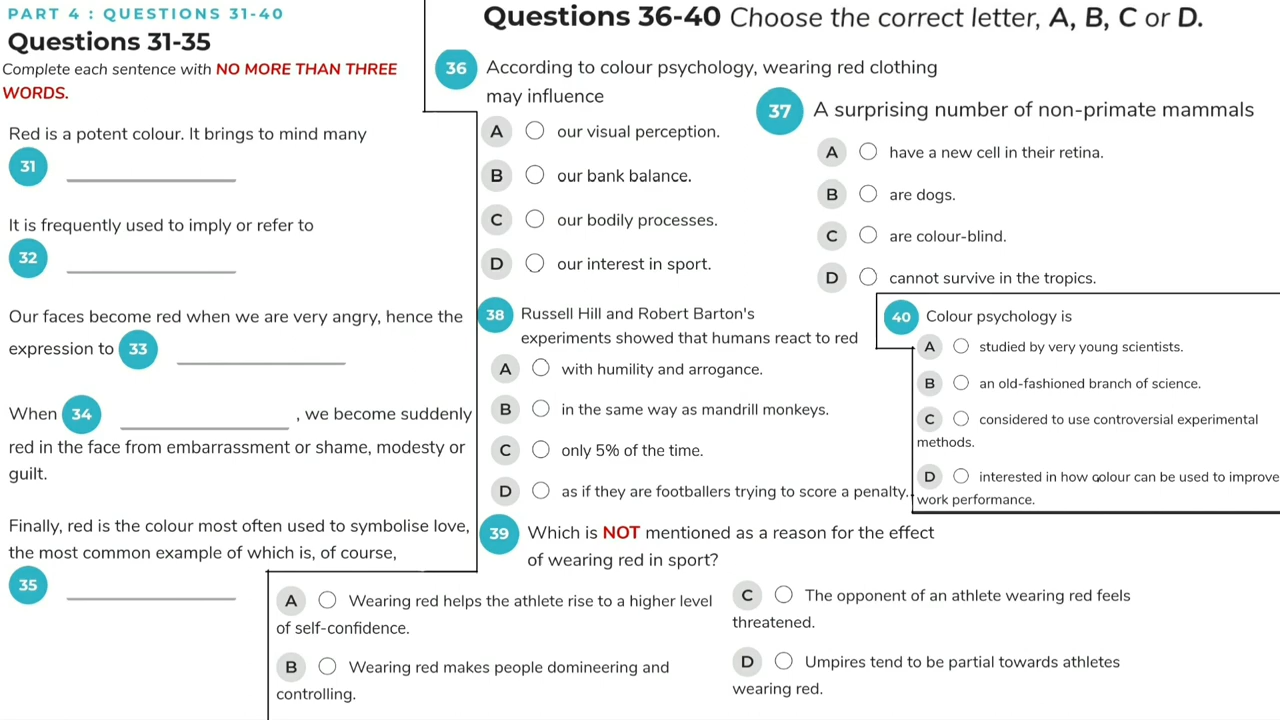 PART 4 : QUESTIONS 31-40
Questions 31-35
Complete each sentence with NO MORE THAN THREE
WORDS.
Red is a potent colour. It brings to mind many
31
It is frequently used to imply or refer to
32
Our faces become red when we are very angry, hence the
expression to 33
When 34 , we become suddenly
red in the face from embarrassment or shame, modesty or
guilt.
Finally, red is the colour most often used to symbolise love,
the most common example of which is, of course,
35
Questions 36-40 Choose the correct letter, A, B, C or D.
36 According to colour psychology, wearing red clothing
may influence
A our visual perception.
B our bank balance.
C our bodily processes.
D our interest in sport.
37 A surprising number of non-primate mammals
A have a new cell in their retina.
B are dogs.
C are colour-blind.
D cannot survive in the tropics.
38 Russell Hill and Robert Barton's
experiments showed that humans react to red
A with humility and arrogance.
B in the same way as mandrill monkeys.
C only 5% of the time.
D as if they are footballers trying to score a penalty.
39 Which is NOT mentioned as a reason for the effect
of wearing red in sport?
A Wearing red helps the athlete rise to a higher level
of self-confidence.
B Wearing red makes people domineering and
controlling.
C The opponent of an athlete wearing red feels
threatened.
D Umpires tend to be partial towards athletes
wearing red.
40 Colour psychology is
A studied by very young scientists.
B an old-fashioned branch of science.
C considered to use controversial experimental
methods.
D interested in how colour can be used to improve
work performance.